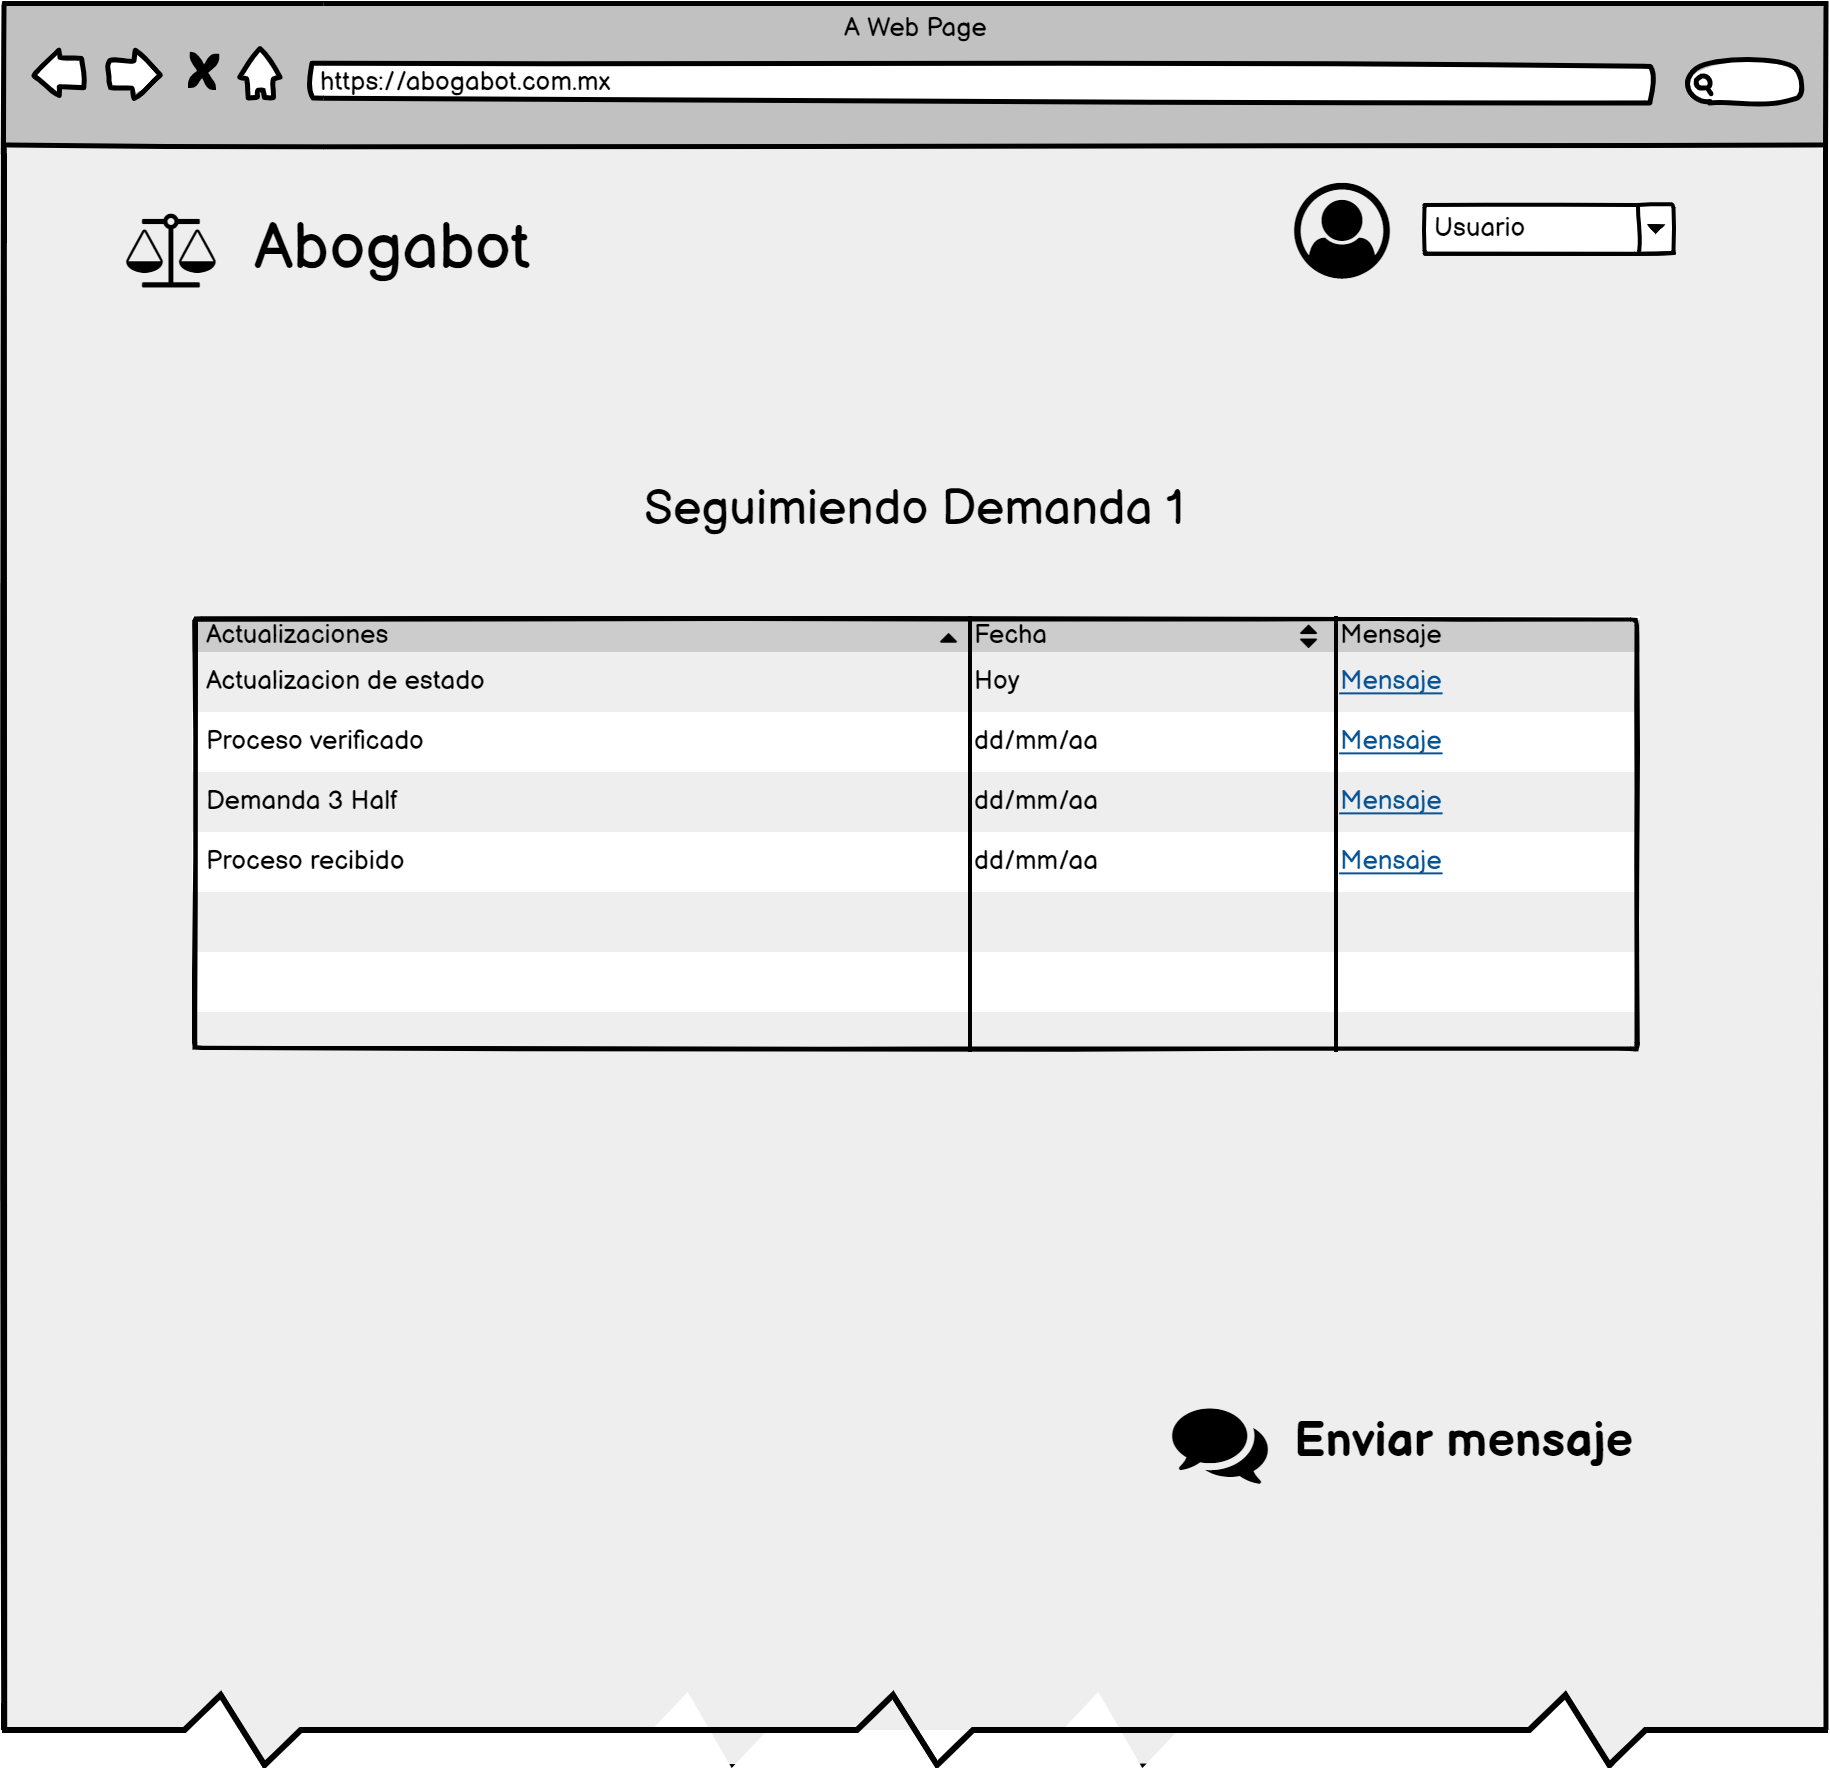 A Web Page
https://abogabot.com.mx
Abogabot
Usuario
Seguimiendo Demanda 1
Actualizaciones Fecha Mensaje
Actualizacion de estado Hoy Mensaje
Proceso verificado dd/mm/aa Mensaje
Demanda 3 Half dd/mm/aa Mensaje
Proceso recibido dd/mm/aa Mensaje
Enviar mensaje